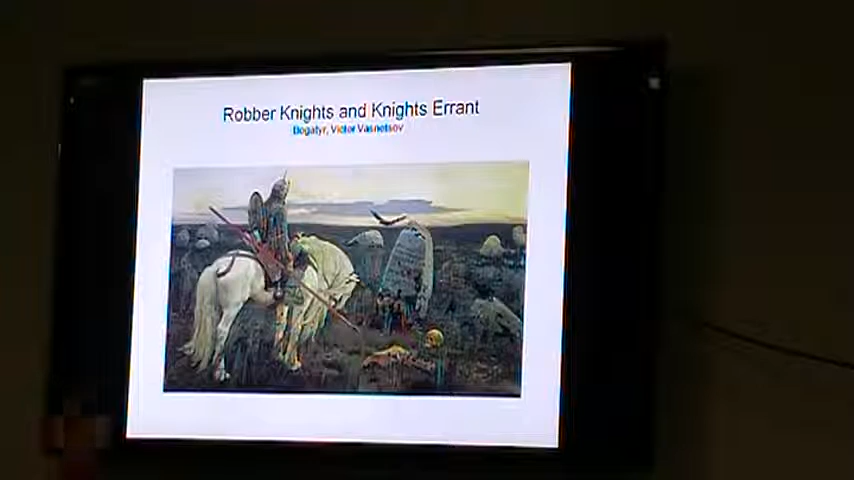 Robber Knights and Knights Errant
Bogatyr, Victor Vasnetsov